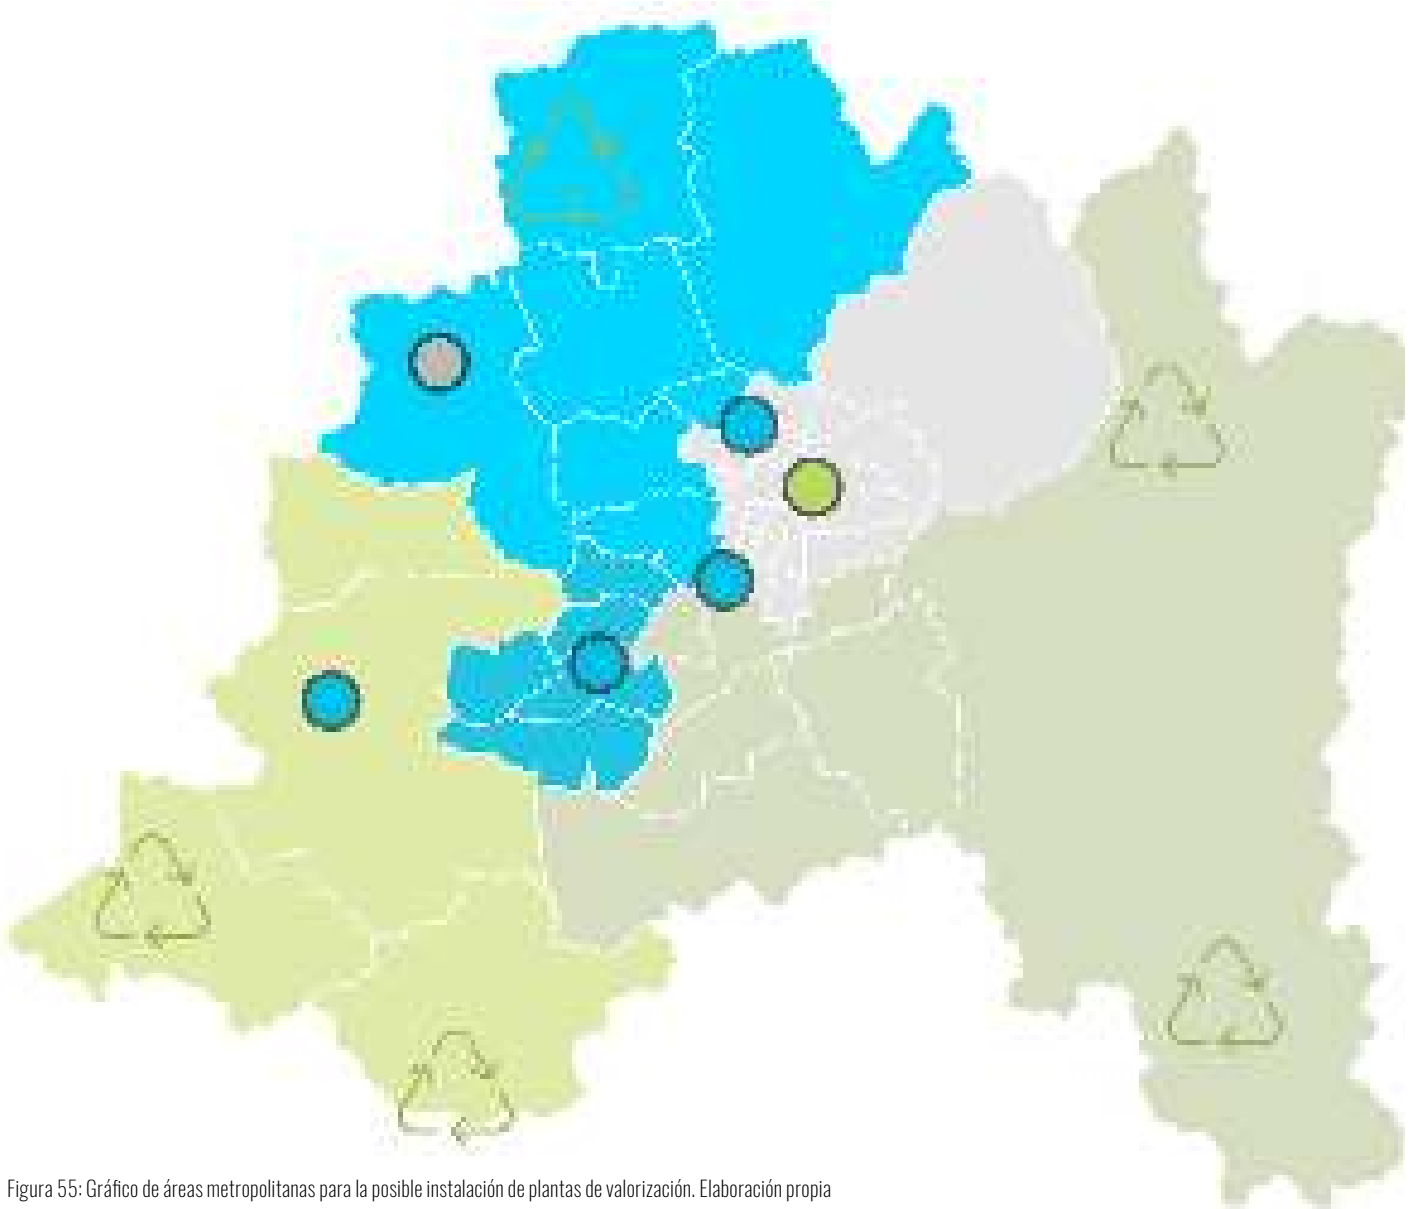 Figura 55: Gráfico de áreas metropolitanas para la posible instalación de plantas de valorización. Elaboración propia